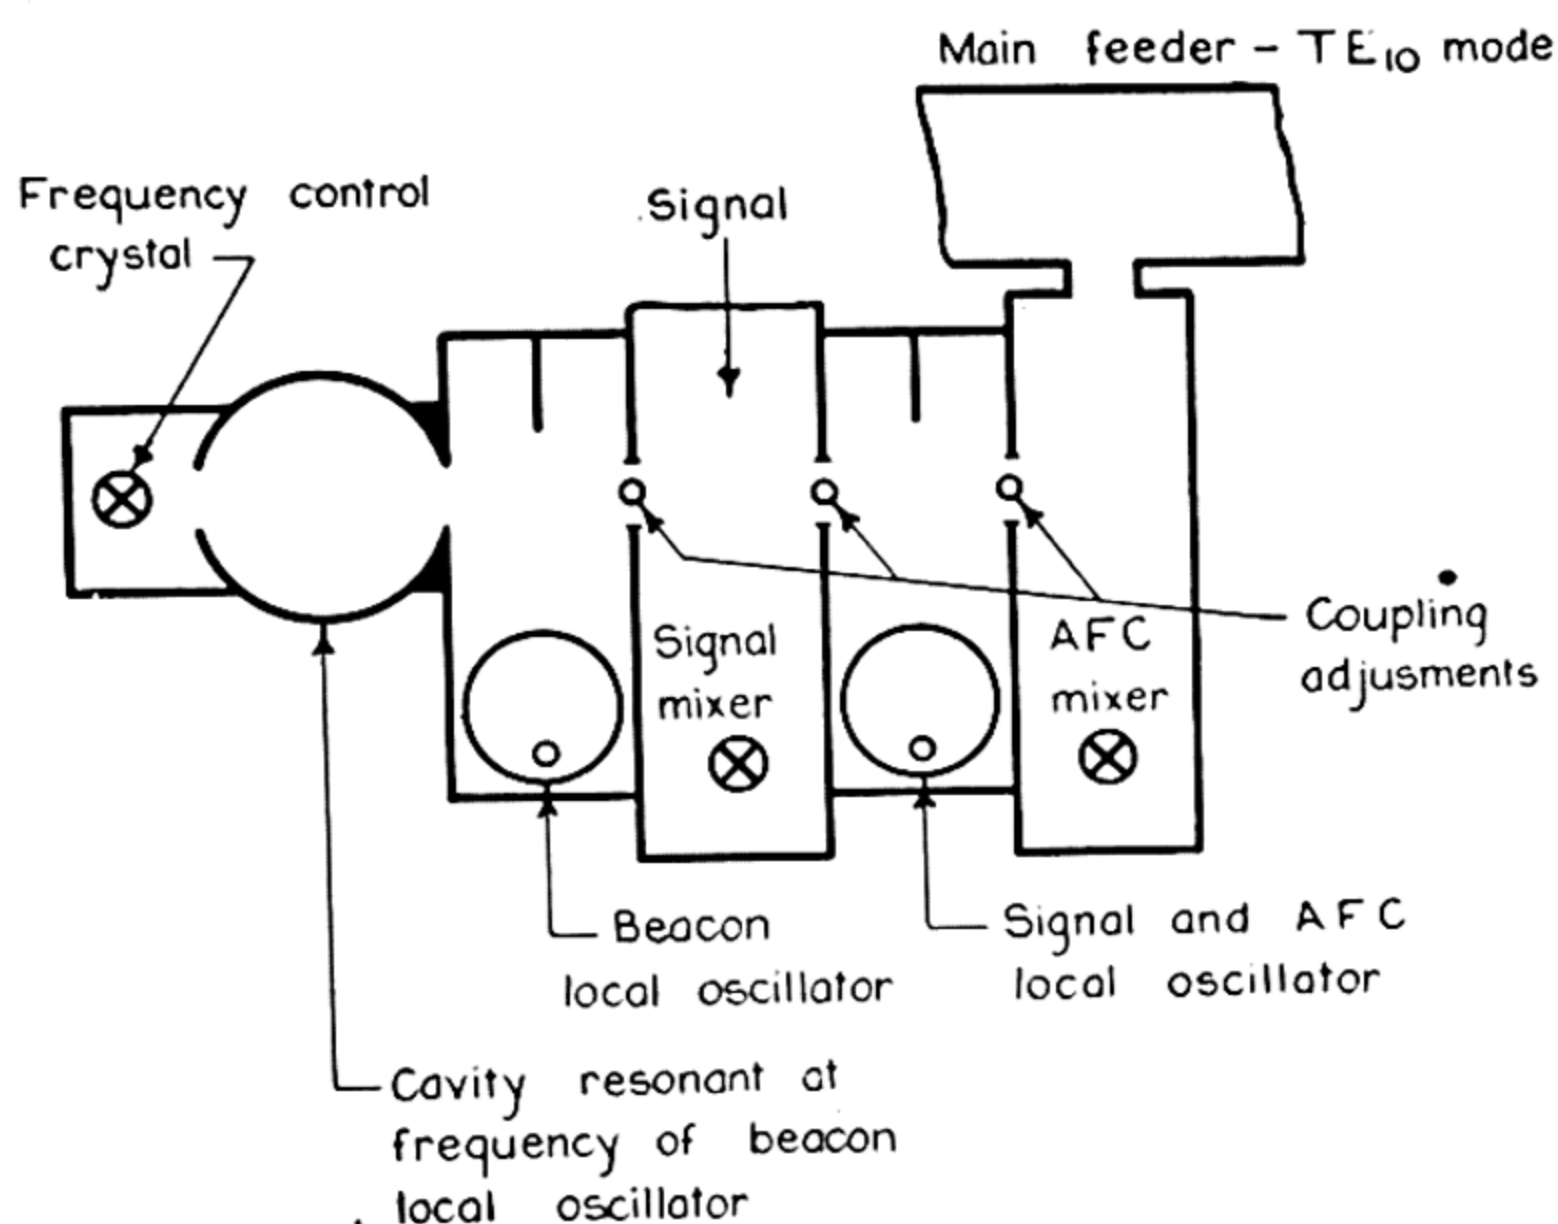 Main feeder - TE₁₀ mode
Frequency control
crystal
Signal
Signal
mixer
AFC
mixer
Coupling
adjusments
Beacon
local oscillator
Signal and AFC
local oscillator
Cavity resonant at
frequency of beacon
local oscillator